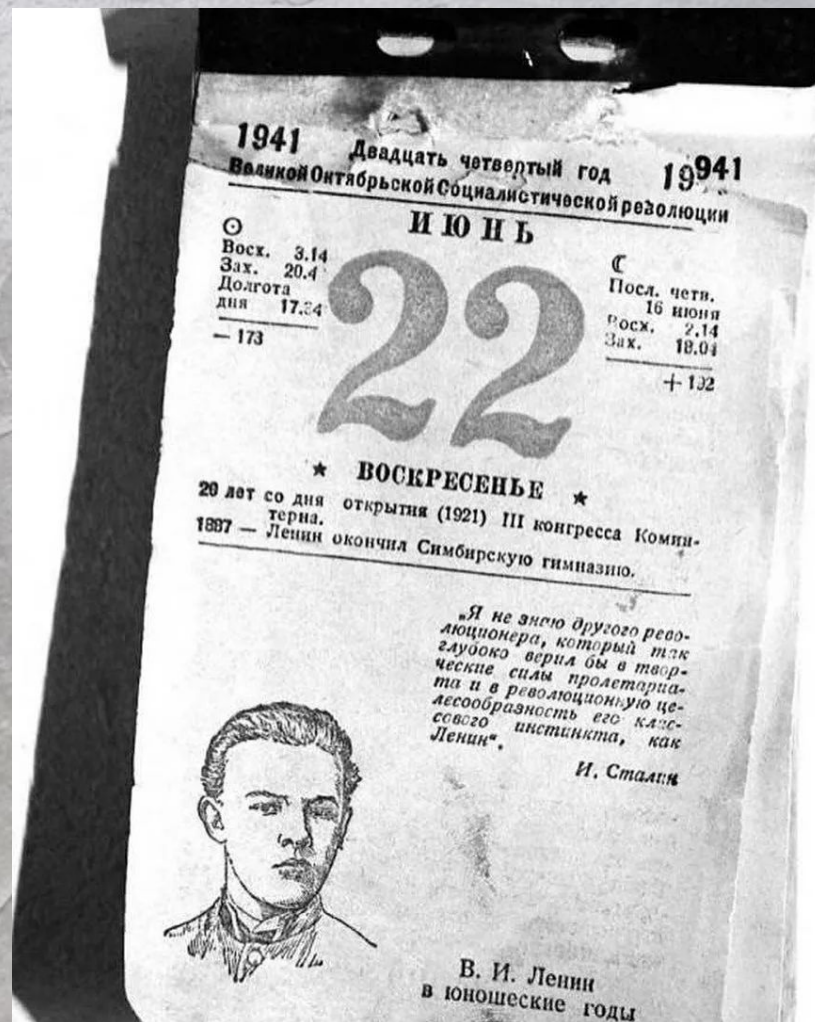 1941 Двадцать четвертый год 19941
Великой Октябрьской Социалистической революции
ИЮНЬ
Восх. 3.14
Зах. 20.4
Долгота
дня 17.34
— 173
22
Посл. четв.
16 июня
Восх. 2.14
Зах. 18.04
+ 192
★ ВОСКРЕСЕНЬЕ ★
20 лет со дня открытия (1921) III конгресса Комин-
терна.
1887 — Ленин окончил Симбирскую гимназию.
„Я не знаю другого рево-
люционера, который так
глубоко верил бы в твор-
ческие силы пролетариа-
та и в революционную це-
лесообразность его клас-
сового инстинкта, как
Ленин“.
И. Сталин
В. И. Ленин
в юношеские годы